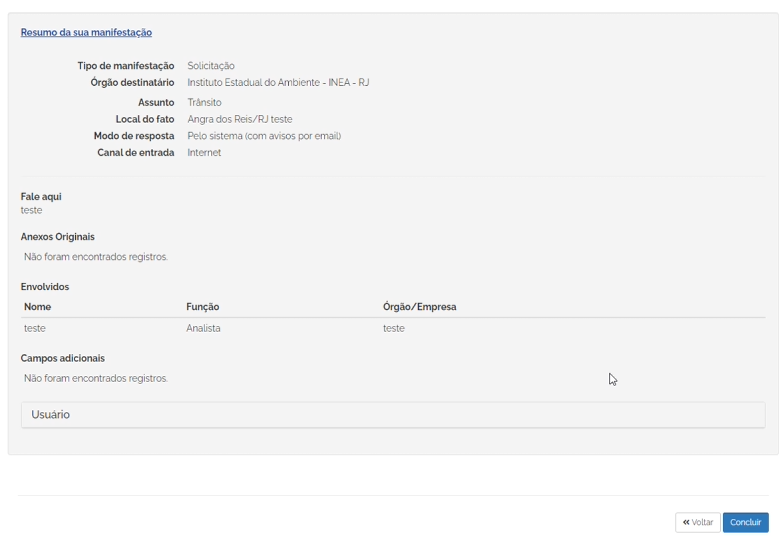 Resumo da sua manifestação
Tipo de manifestação Solicitação
Órgão destinatário Instituto Estadual do Ambiente - INEA - RJ
Assunto Trânsito
Local do fato Angra dos Reis/RJ teste
Modo de resposta Pelo sistema (com avisos por email)
Canal de entrada Internet
Fale aqui
teste
Anexos Originais
Não foram encontrados registros.
Envolvidos
Nome Função Órgão/Empresa
teste Analista teste
Campos adicionais
Não foram encontrados registros.
Usuário
« Voltar Concluir